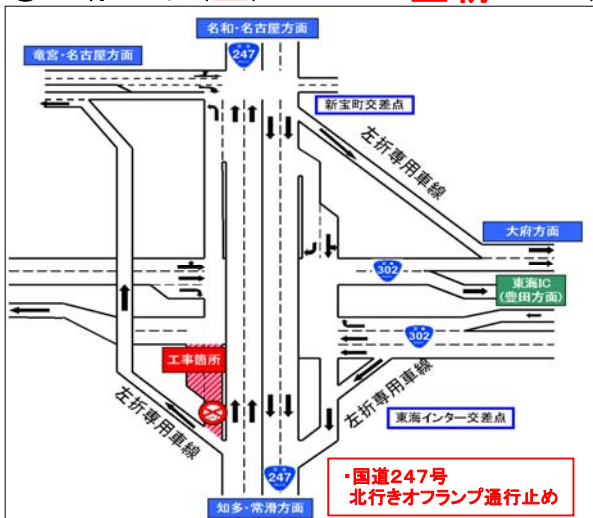 名和・名古屋方面
247
竜宮・名古屋方面
新宝町交差点
左折専用車線
大府方面
302
東海IC
(豊田方面)
302
工事箇所
左折専用車線
左折専用車線
東海インター交差点
247
知多・常滑方面
・国道247号
北行きオフランプ通行止め